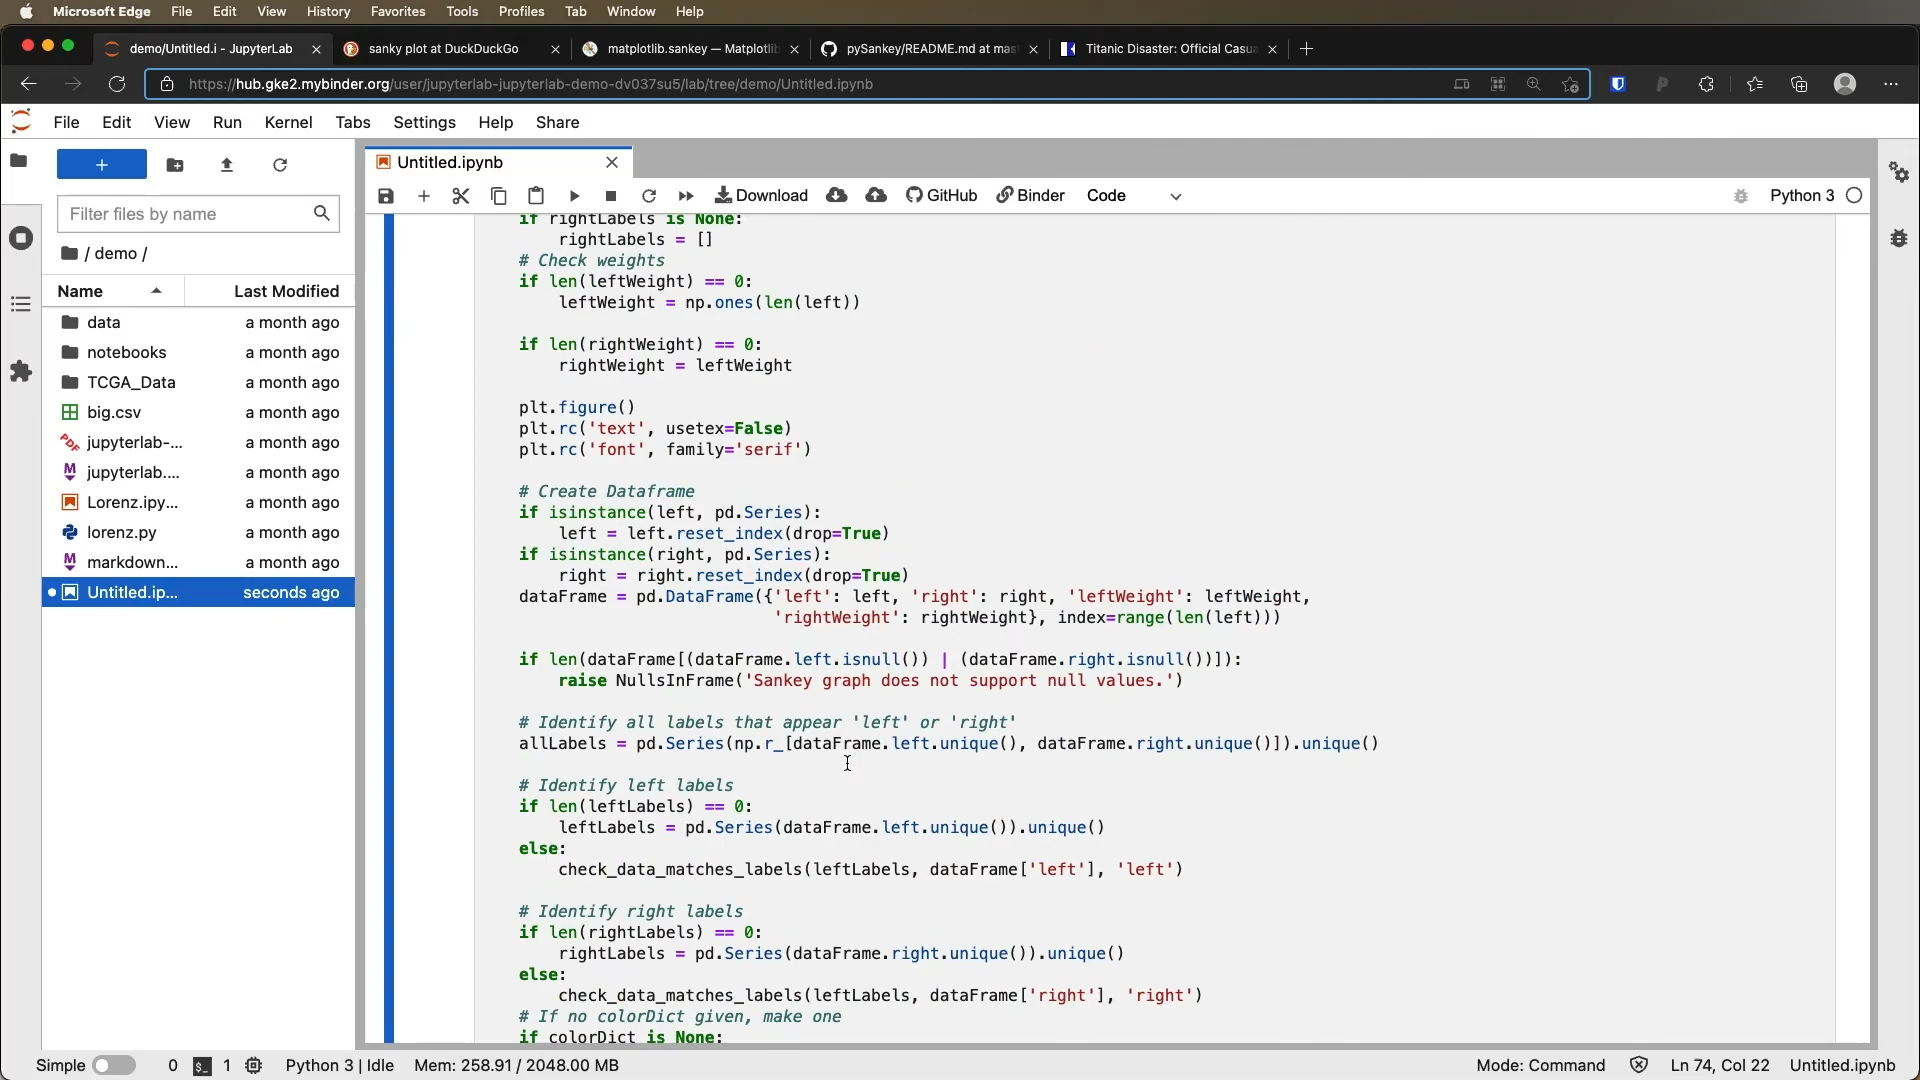 Microsoft Edge File Edit View History Favorites Tools Profiles Tab Window Help
demo/Untitled.i - JupyterLab
sanky plot at DuckDuckGo
matplotlib.sankey — Matplotlib
pySankey/README.md at mas
Titanic Disaster: Official Casua
https://hub.gke2.mybinder.org/user/jupyterlab-jupyterlab-demo-dv037su5/lab/tree/demo/Untitled.ipynb
File Edit View Run Kernel Tabs Settings Help Share
Untitled.ipynb
Download GitHub Binder Code Python 3
Filter files by name
/ demo /
Name Last Modified
data a month ago
notebooks a month ago
TCGA_Data a month ago
big.csv a month ago
jupyterlab-... a month ago
jupyterlab.... a month ago
Lorenz.ipy... a month ago
lorenz.py a month ago
markdown... a month ago
Untitled.ip... seconds ago
if rightLabels is None:
rightLabels = []
# Check weights
if len(leftWeight) == 0:
leftWeight = np.ones(len(left))
if len(rightWeight) == 0:
rightWeight = leftWeight
plt.figure()
plt.rc('text', usetex=False)
plt.rc('font', family='serif')
# Create Dataframe
if isinstance(left, pd.Series):
left = left.reset_index(drop=True)
if isinstance(right, pd.Series):
right = right.reset_index(drop=True)
dataFrame = pd.DataFrame({'left': left, 'right': right, 'leftWeight': leftWeight,
'rightWeight': rightWeight}, index=range(len(left)))
if len(dataFrame[(dataFrame.left.isnull()) | (dataFrame.right.isnull())]):
raise NullsInFrame('Sankey graph does not support null values.')
# Identify all labels that appear 'left' or 'right'
allLabels = pd.Series(np.r_[dataFrame.left.unique(), dataFrame.right.unique()]).unique()
# Identify left labels
if len(leftLabels) == 0:
leftLabels = pd.Series(dataFrame.left.unique()).unique()
else:
check_data_matches_labels(leftLabels, dataFrame['left'], 'left')
# Identify right labels
if len(rightLabels) == 0:
rightLabels = pd.Series(dataFrame.right.unique()).unique()
else:
check_data_matches_labels(leftLabels, dataFrame['right'], 'right')
# If no colorDict given, make one
if colorDict is None:
Simple 0 $_ 1 Python 3 | Idle Mem: 258.91 / 2048.00 MB Mode: Command Ln 74, Col 22 Untitled.ipynb